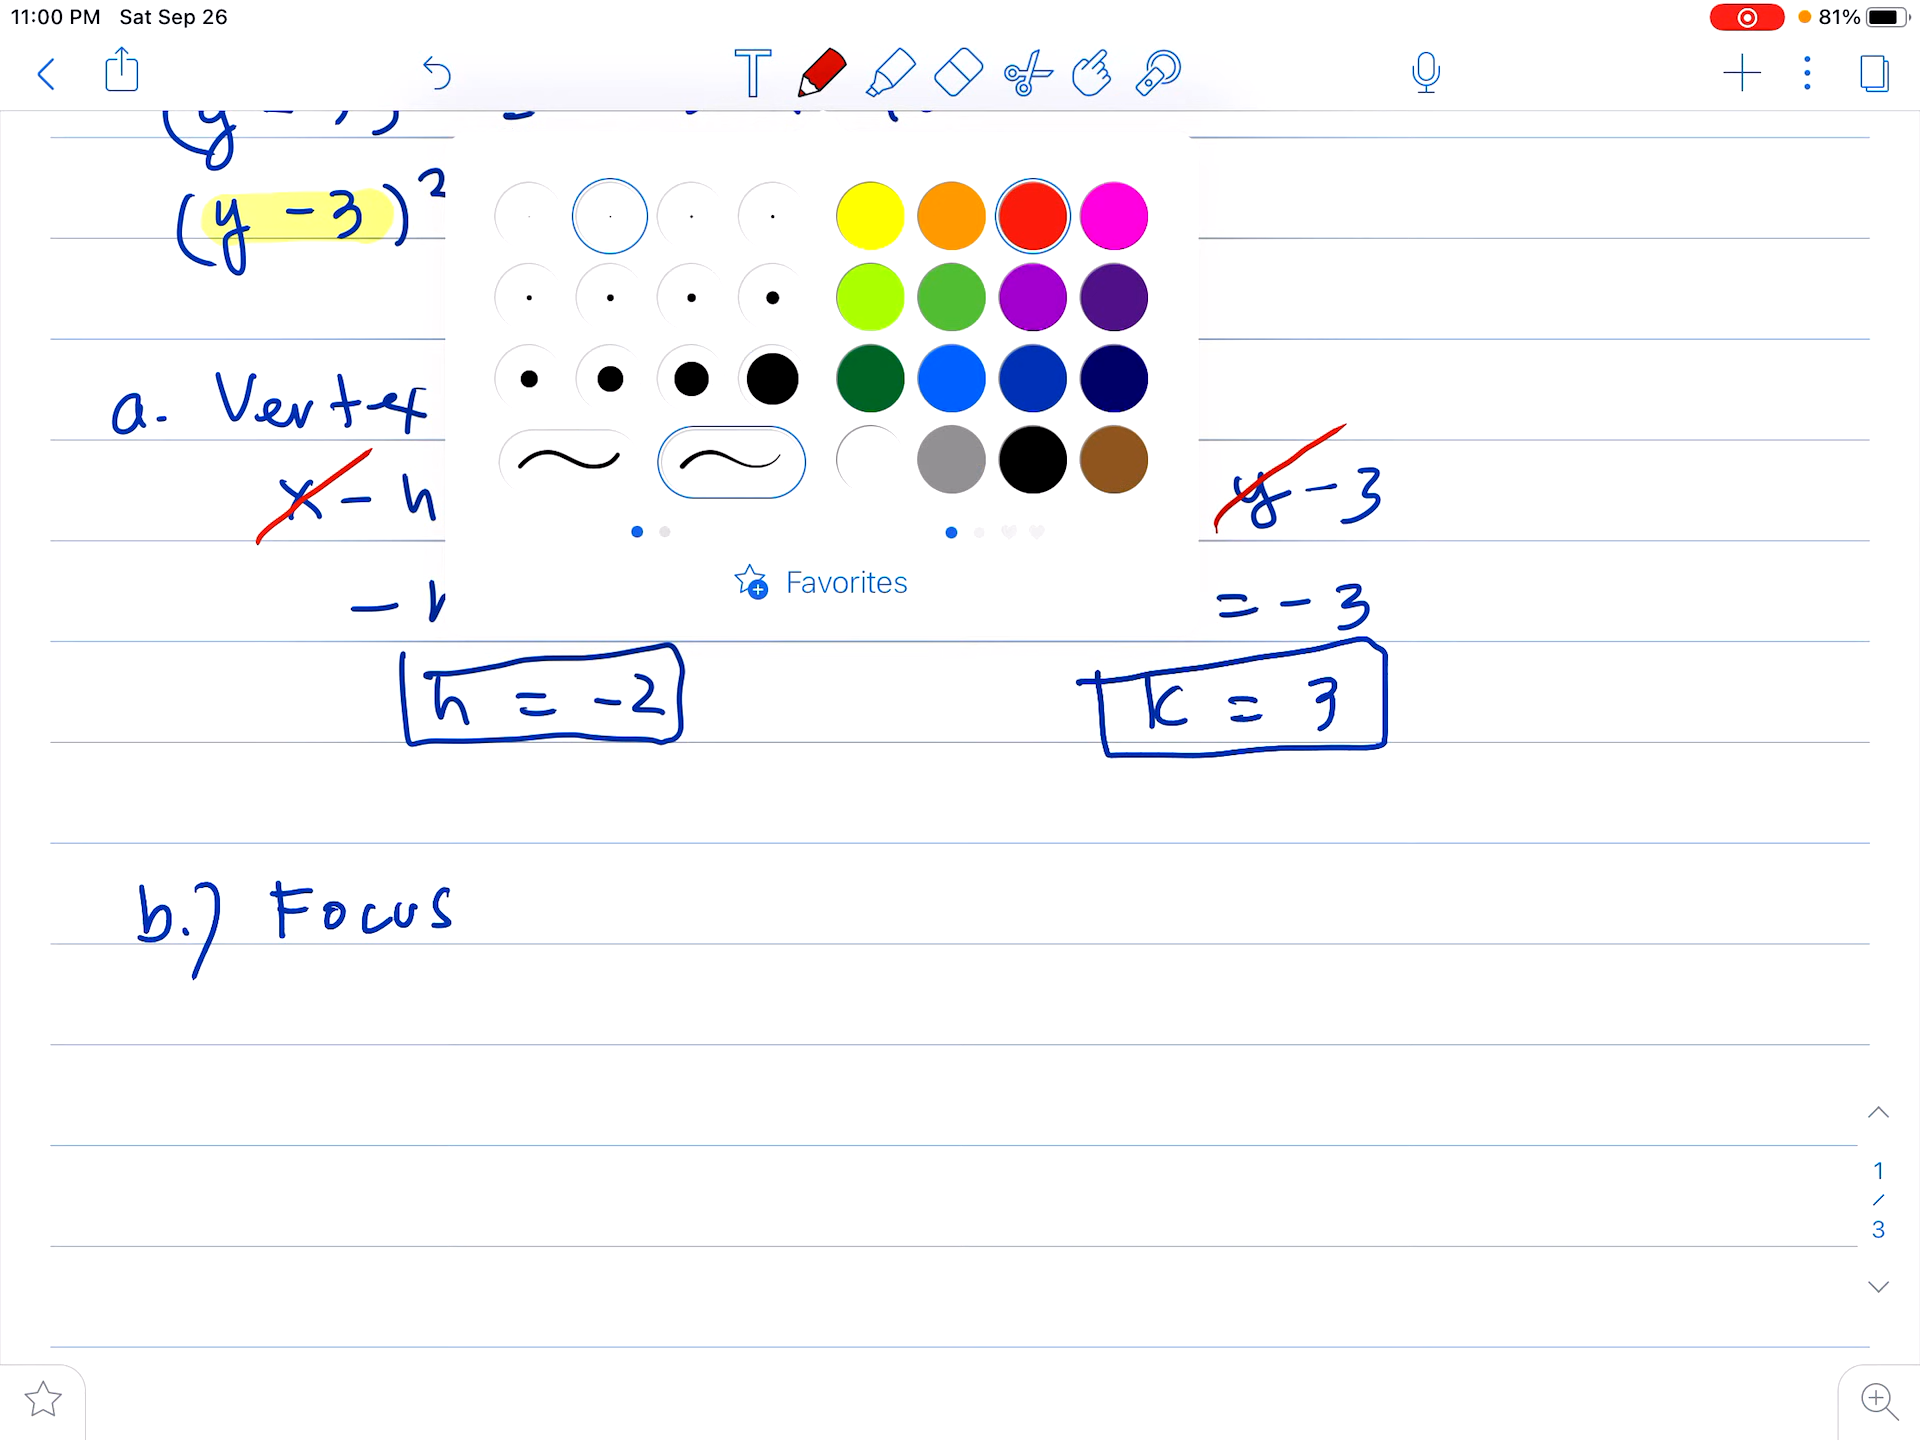 11:00 PM Sat Sep 26 81%
(y - 3)²
a. Vertex
x - h y - 3
Favorites
= - 3
h = -2 k = 3
b.) Focus
1
/
3